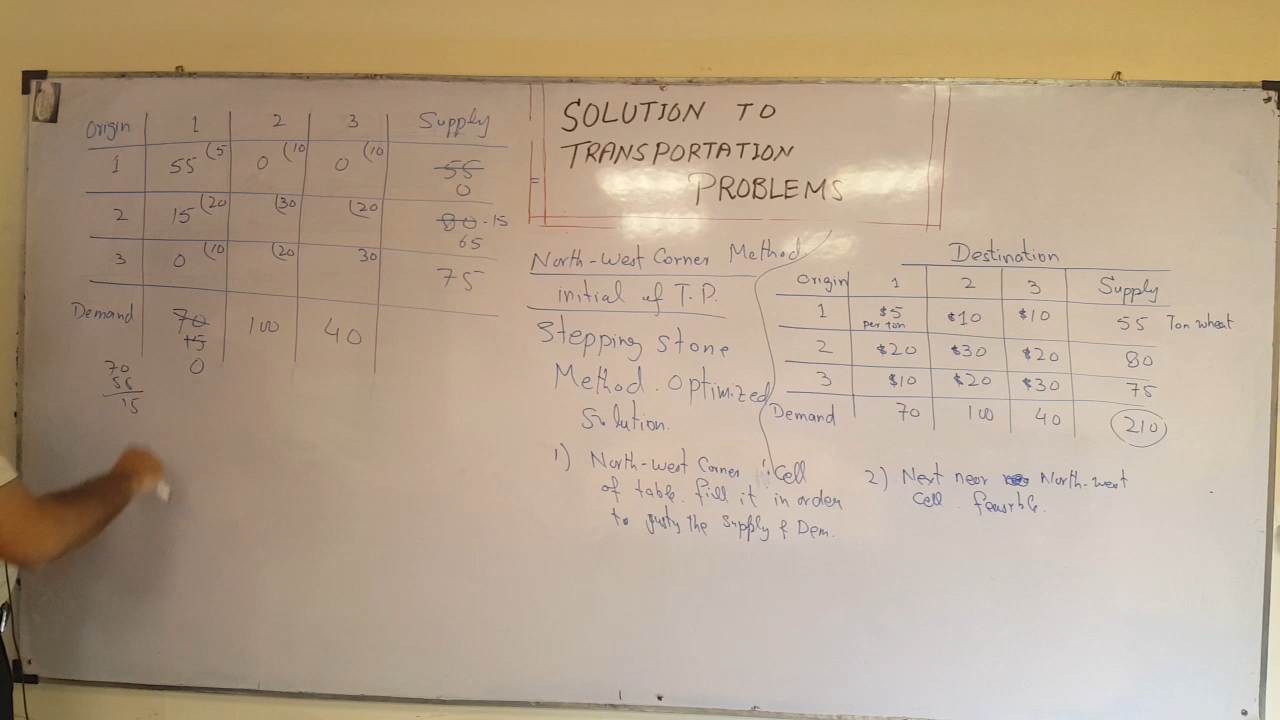 Origin 1 2 3 Supply
1 55 (5 0 (10 0 (10 55
0
2 15 (20 (30 (20 80-15
65
3 0 (10 (20 30 75
Demand 70 100 40
15
0
70
55
15
SOLUTION TO
TRANSPORTATION
PROBLEMS
North-West Corner Method
initial of T.P.
Stepping stone
Method. Optimized
Solution.
Destination
Origin 1 2 3 Supply
1 $5 $10 $10 55 Ton wheat
per ton
2 $20 $30 $20 80
3 $10 $20 $30 75
Demand 70 100 40 210
1) North-west Corner Cell
of table. fill it in order
to the Supply & Dem.
2) Next near North-west
Cell.